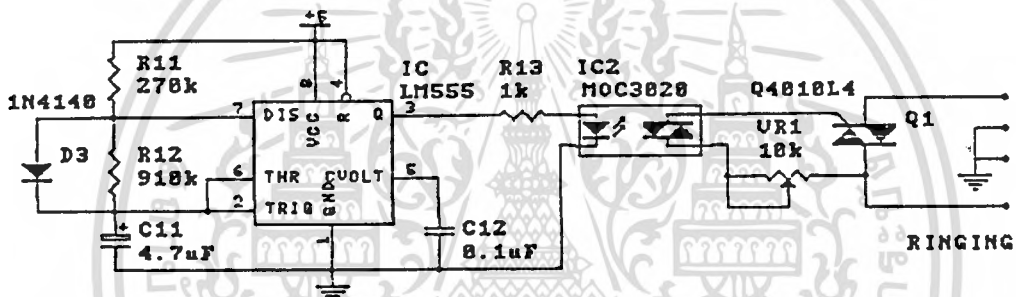 +5
R11
270k
1N4148
D3
R12
910k
C11
4.7uF
+
7
6
2
8
4
3
5
1
DIS
THR
TRIG
VCC
R
Q
CVOLT
GND
IC
LM555
C12
0.1uF
R13
1k
IC2
MOC3020
Q4010L4
VR1
10k
Q1
RINGING